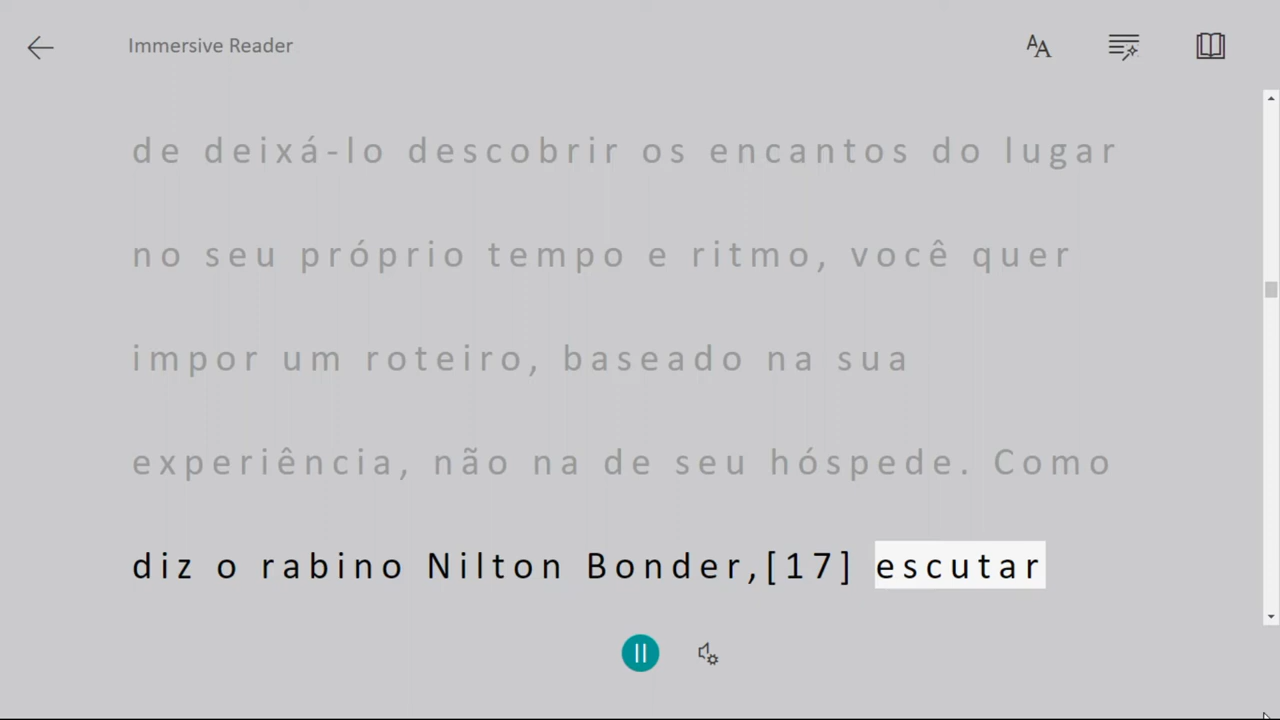 Immersive Reader
de deixá-lo descobrir os encantos do lugar
no seu próprio tempo e ritmo, você quer
impor um roteiro, baseado na sua
experiência, não na de seu hóspede. Como
diz o rabino Nilton Bonder,[17] escutar